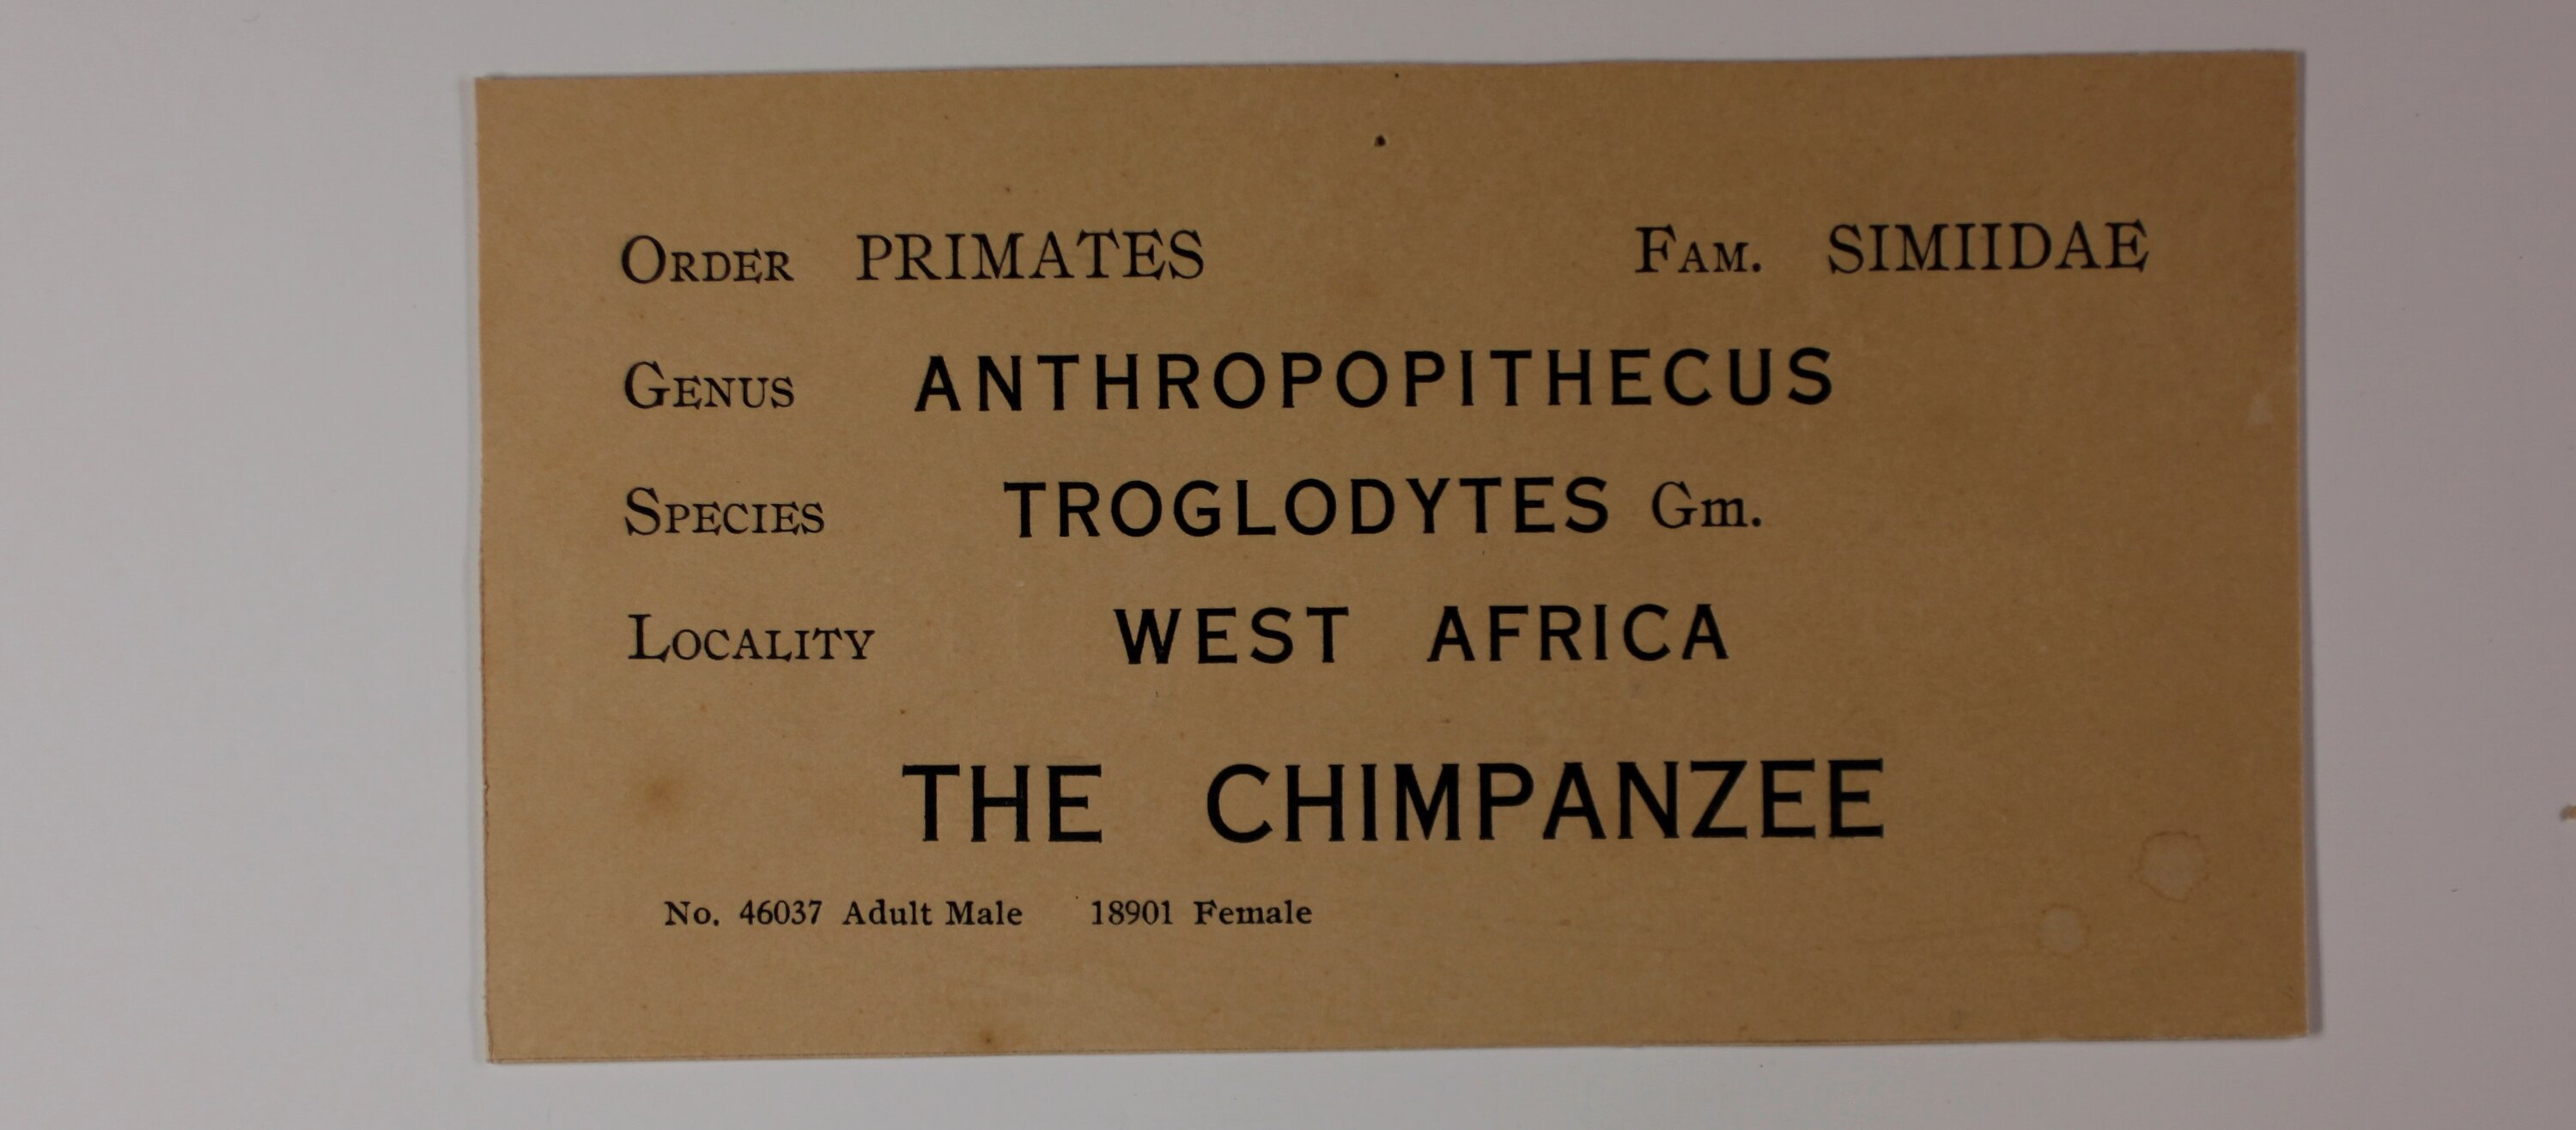 Order PRIMATES Fam. SIMIIDAE
Genus ANTHROPOPITHECUS
Species TROGLODYTES Gm.
Locality WEST AFRICA
THE CHIMPANZEE
No. 46037 Adult Male 18901 Female